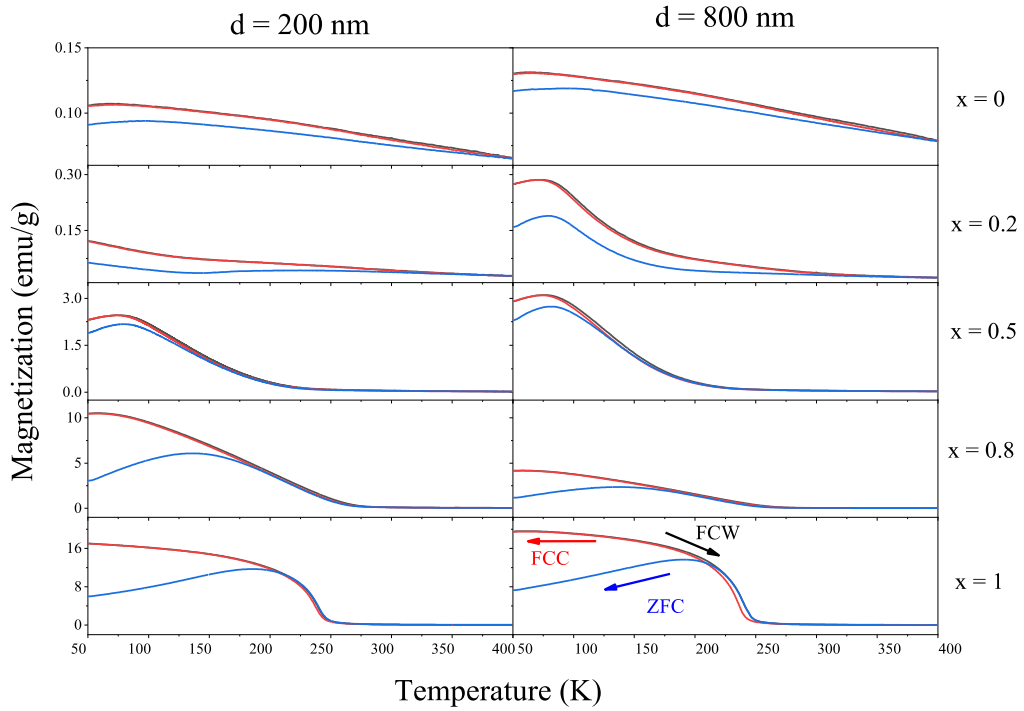 d = 200 nm
d = 800 nm
Magnetization (emu/g)
0.15
0.10
x = 0
0.30
0.15
x = 0.2
3.0
1.5
0.0
x = 0.5
10
5
0
x = 0.8
16
8
0
FCW
FCC
ZFC
x = 1
50 100 150 200 250 300 350 400
50 100 150 200 250 300 350 400
Temperature (K)